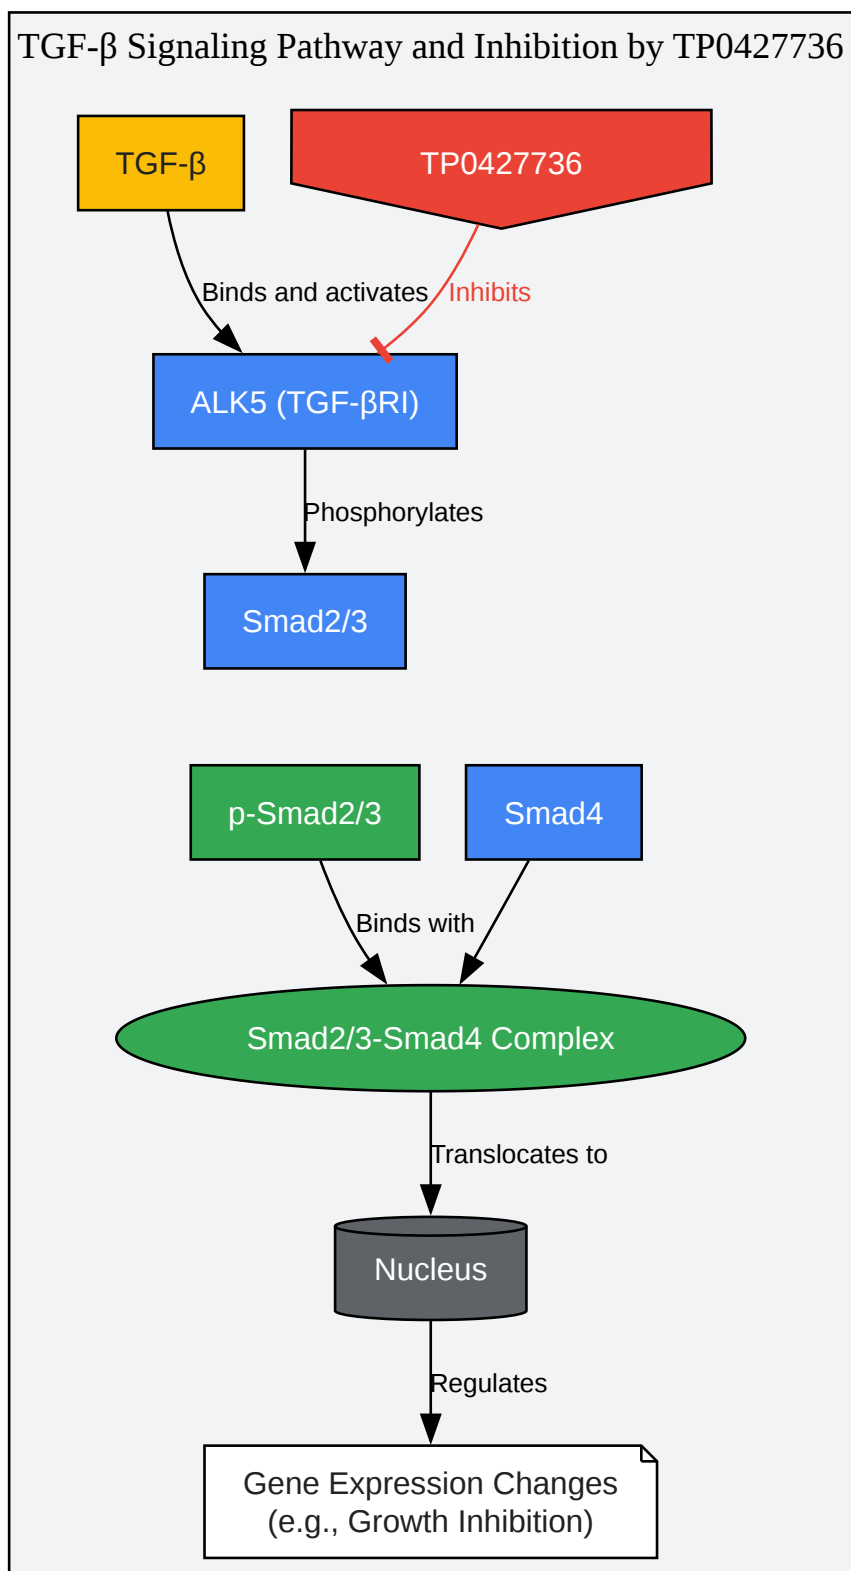 TGF-β Signaling Pathway and Inhibition by TP0427736
TGF-β
TP0427736
Binds and activates
Inhibits
ALK5 (TGF-βRI)
Phosphorylates
Smad2/3
p-Smad2/3
Smad4
Binds with
Smad2/3-Smad4 Complex
Translocates to
Nucleus
Regulates
Gene Expression Changes
(e.g., Growth Inhibition)